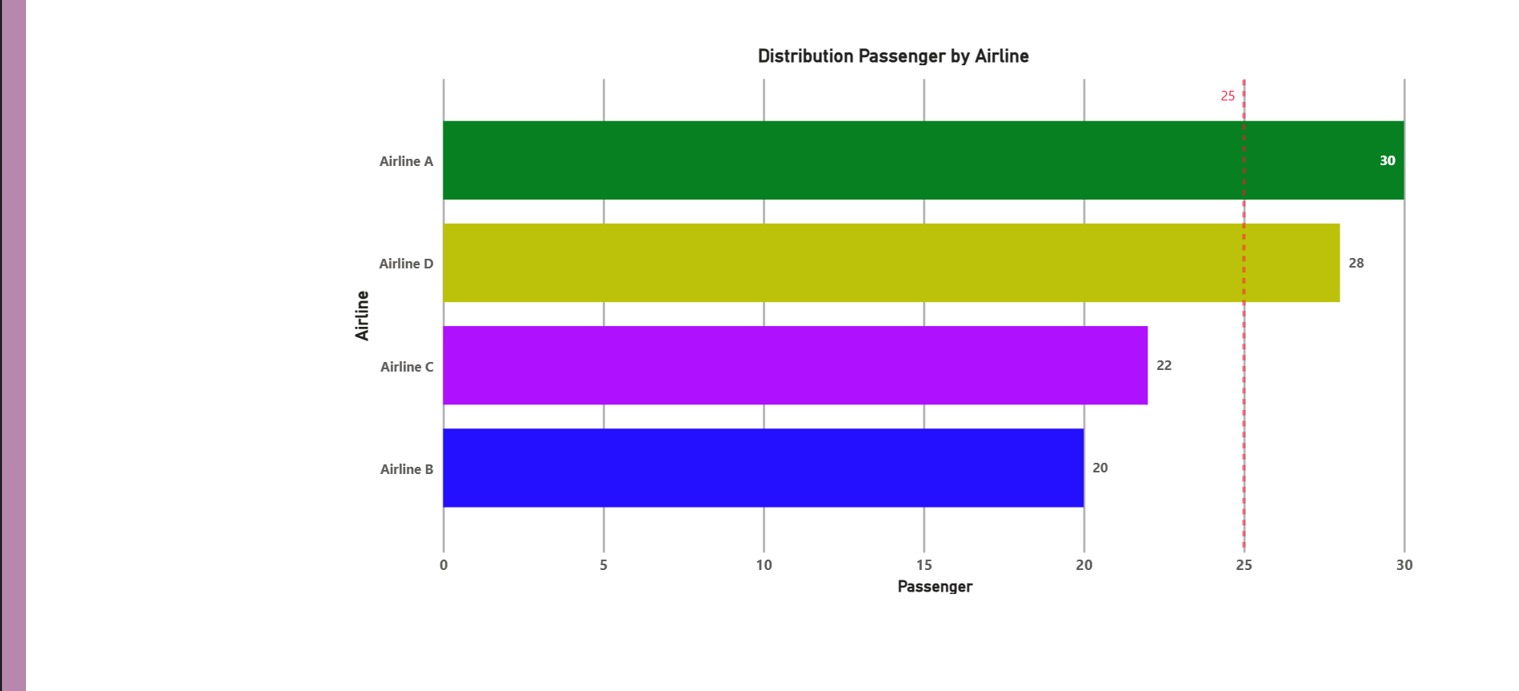 Distribution Passenger by Airline
25
Airline A
30
Airline D
28
Airline
Airline C
22
Airline B
20
0 5 10 15 20 25 30
Passenger